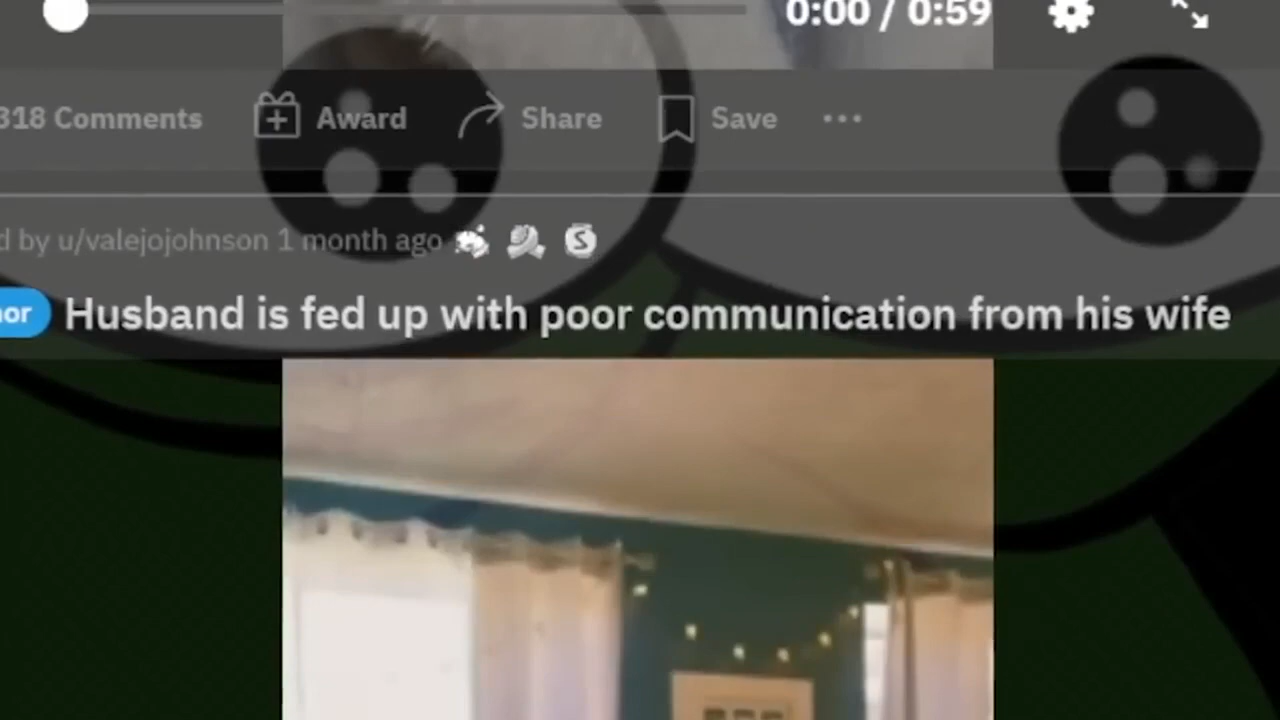 0:00 / 0:59
318 Comments Award Share Save
d by u/valejojohnson 1 month ago
nor Husband is fed up with poor communication from his wife